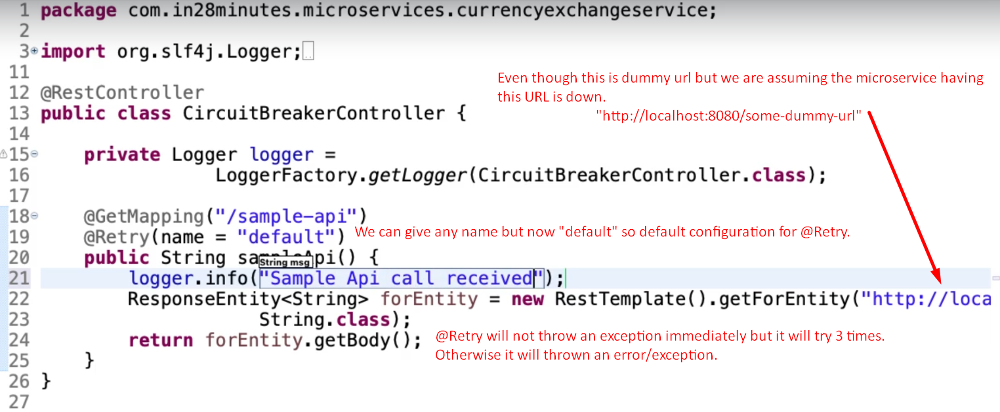 1 package com.in28minutes.microservices.currencyexchangeservice;
2
3 import org.slf4j.Logger;
11
Even though this is dummy url but we are assuming the microservice having
this URL is down.
"http://localhost:8080/some-dummy-url"
12 @RestController
13 public class CircuitBreakerController {
14
15 private Logger logger =
16 LoggerFactory.getLogger(CircuitBreakerController.class);
17
18 @GetMapping("/sample-api")
19 @Retry(name = "default")
We can give any name but now "default" so default configuration for @Retry.
20 public String sampleApi() {
String msg
21 logger.info("Sample Api call received");
22 ResponseEntity<String> forEntity = new RestTemplate().getForEntity("http://loca
23 String.class);
24 return forEntity.getBody();
@Retry will not throw an exception immediately but it will try 3 times.
Otherwise it will thrown an error/exception.
25 }
26 }
27